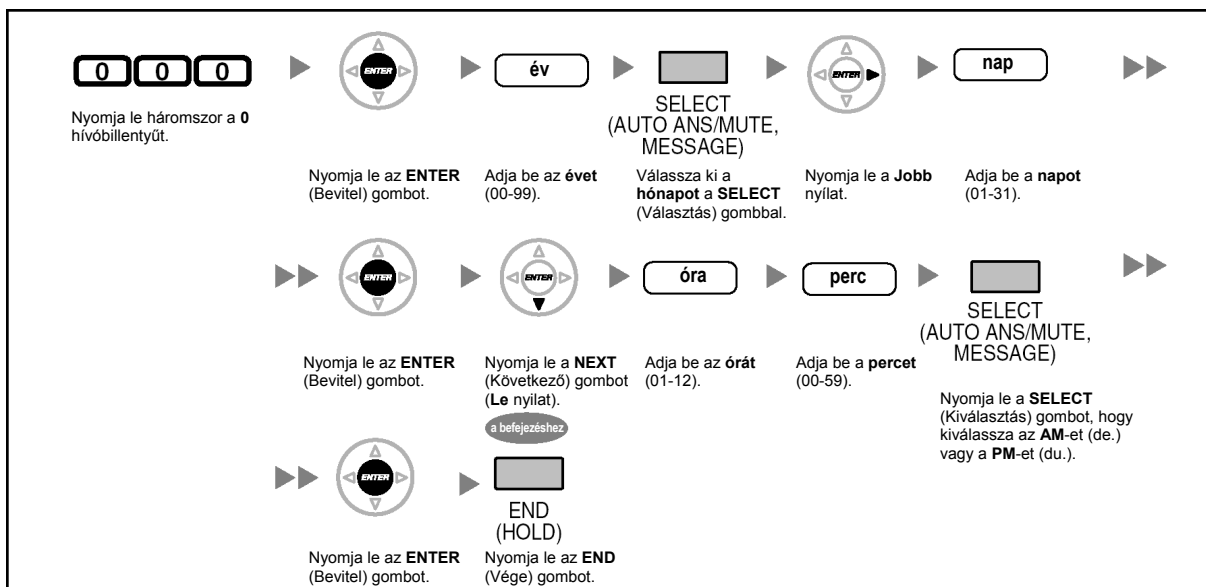 0 0 0
ENTER
év
SELECT
(AUTO ANS/MUTE,
MESSAGE)
ENTER
nap
Nyomja le háromszor a 0
hívóbillentyűt.
Nyomja le az ENTER
(Bevitel) gombot.
Adja be az évet
(00-99).
Válassza ki a
hónapot a SELECT
(Választás) gombbal.
Nyomja le a Jobb
nyílat.
Adja be a napot
(01-31).
ENTER
ENTER
óra
perc
SELECT
(AUTO ANS/MUTE,
MESSAGE)
Nyomja le az ENTER
(Bevitel) gombot.
Nyomja le a NEXT
(Következő) gombot
(Le nyilat).
Adja be az órát
(01-12).
Adja be a percet
(00-59).
Nyomja le a SELECT
(Kiválasztás) gombot, hogy
kiválassza az AM-et (de.)
vagy a PM-et (du.).
a befejezéshez
ENTER
END
(HOLD)
Nyomja le az ENTER
(Bevitel) gombot.
Nyomja le az END
(Vége) gombot.